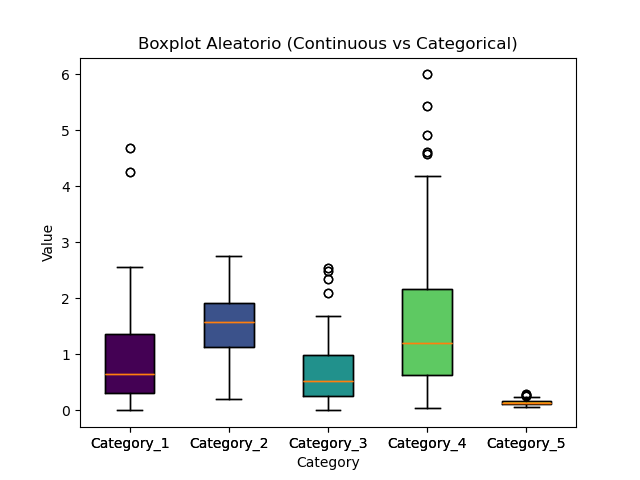 Boxplot Aleatorio (Continuous vs Categorical)
6
5
4
3
2
1
0
Value
Category_1 Category_2 Category_3 Category_4 Category_5
Category